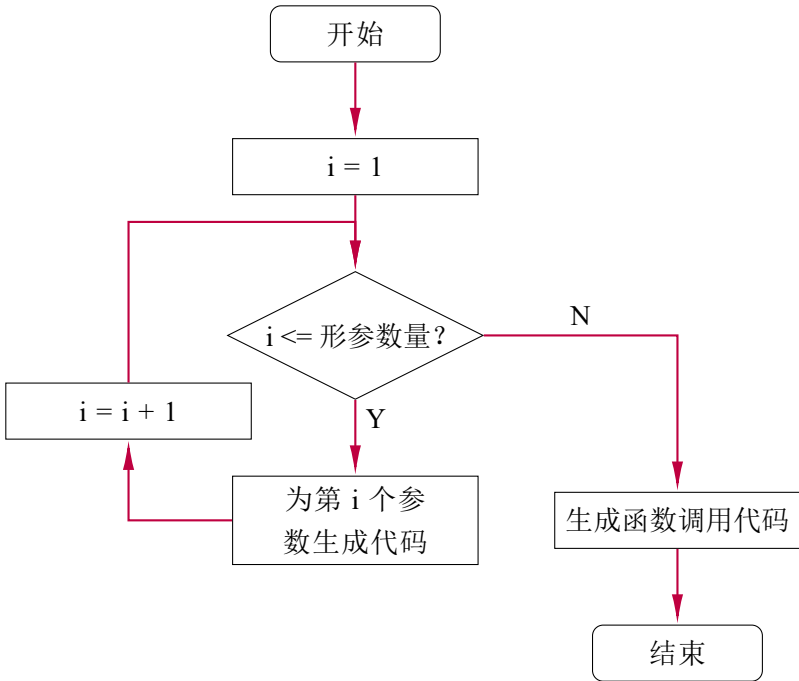 开始
i = 1
i <= 形参数量?
N
Y
i = i + 1
为第 i 个参
数生成代码
生成函数调用代码
结束